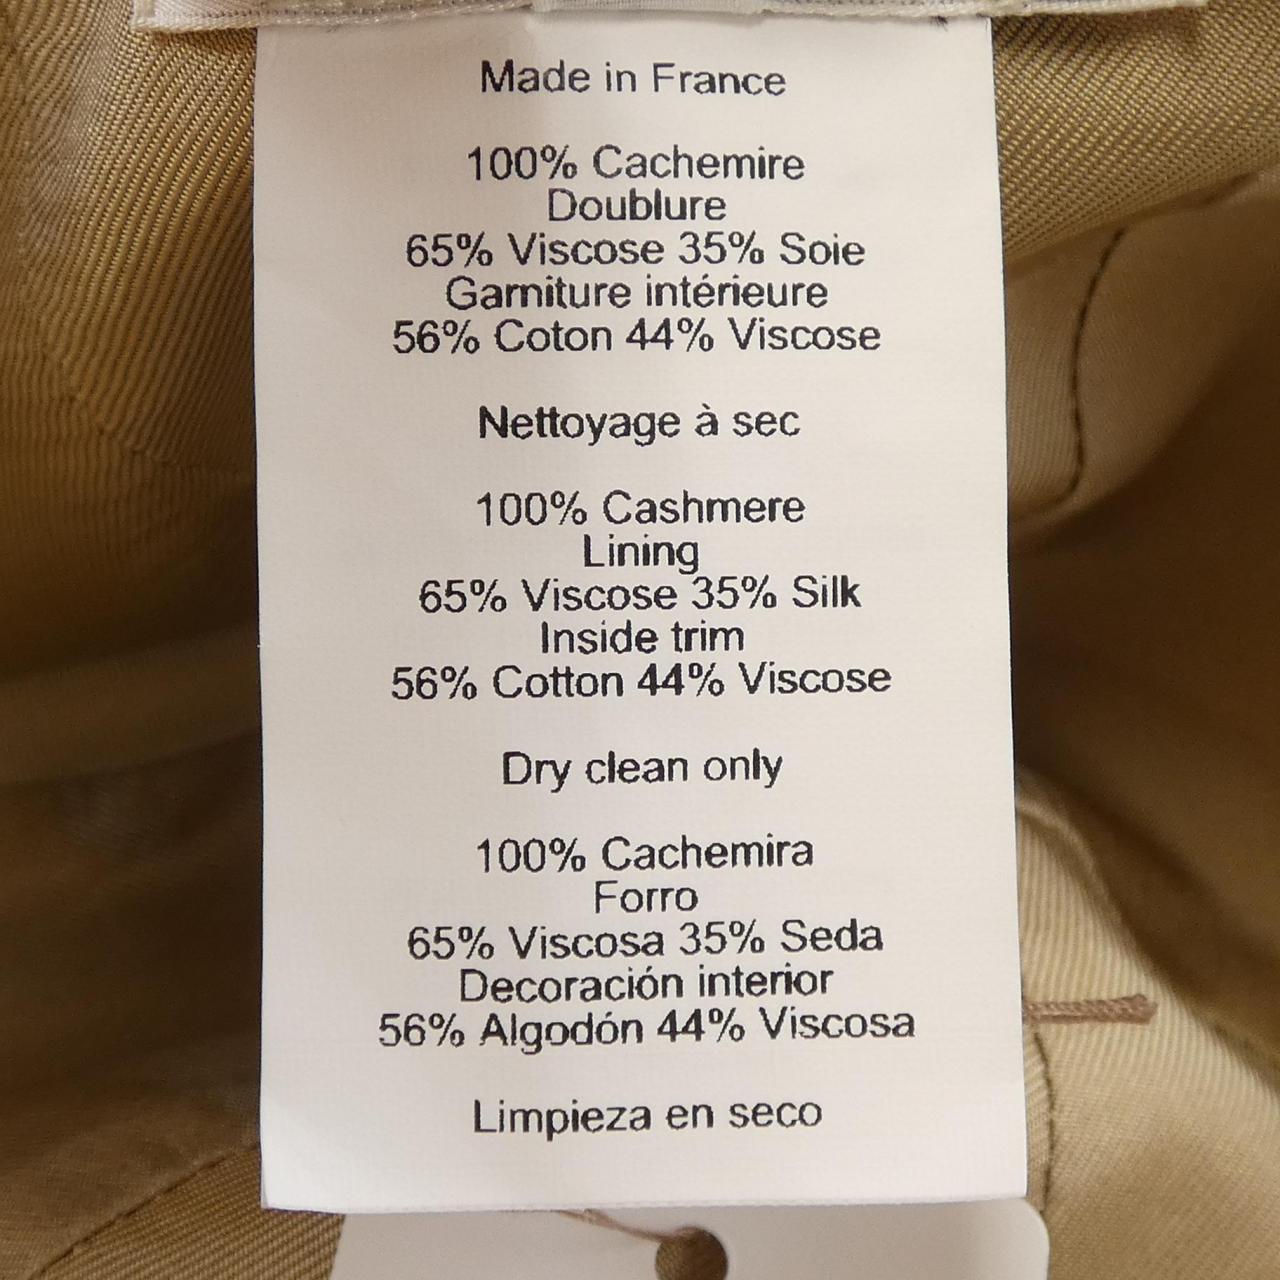 Made in France
100% Cachemire
Doublure
65% Viscose 35% Soie
Garniture intérieure
56% Coton 44% Viscose
Nettoyage à sec
100% Cashmere
Lining
65% Viscose 35% Silk
Inside trim
56% Cotton 44% Viscose
Dry clean only
100% Cachemira
Forro
65% Viscosa 35% Seda
Decoración interior
56% Algodón 44% Viscosa
Limpieza en seco